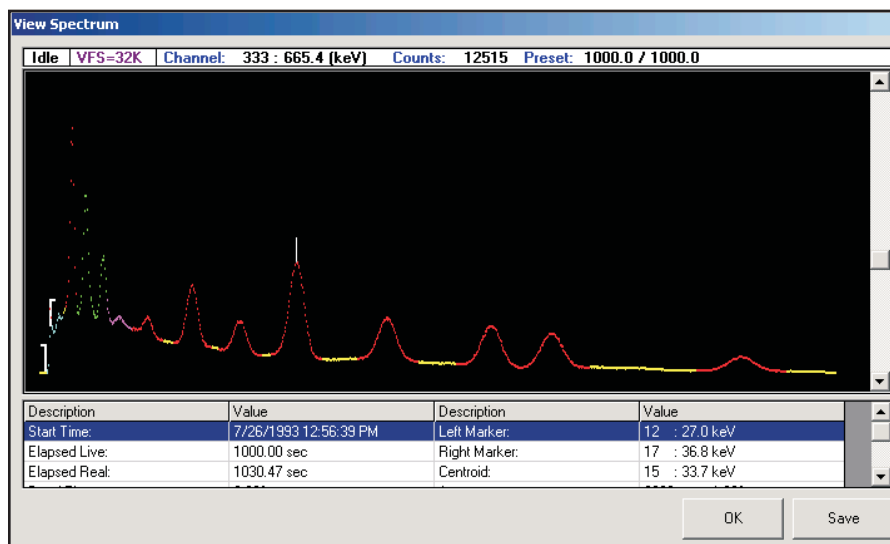 View Spectrum
Idle VFS=32K Channel: 333 : 665.4 (keV) Counts: 12515 Preset: 1000.0 / 1000.0
Description Value Description Value
Start Time: 7/26/1993 12:56:39 PM Left Marker: 12 : 27.0 keV
Elapsed Live: 1000.00 sec Right Marker: 17 : 36.8 keV
Elapsed Real: 1030.47 sec Centroid: 15 : 33.7 keV
OK Save